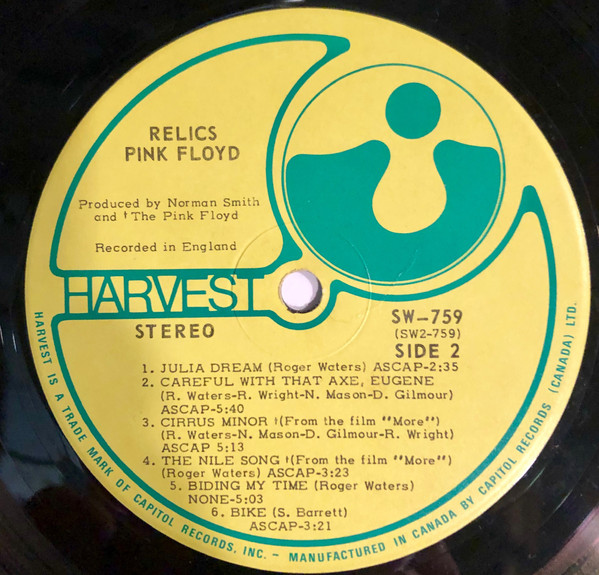 RELICS
PINK FLOYD
Produced by Norman Smith
and †The Pink Floyd
Recorded in England
HARVEST
STEREO
SW-759
(SW2-759)
SIDE 2
1. JULIA DREAM (Roger Waters) ASCAP-2:35
2. CAREFUL WITH THAT AXE, EUGENE
(R. Waters-R. Wright-N. Mason-D. Gilmour)
ASCAP-5:40
3. CIRRUS MINOR †(From the film "More")
(R. Waters-N. Mason-D. Gilmour-R. Wright)
ASCAP 5:13
4. THE NILE SONG †(From the film "More")
(Roger Waters) ASCAP-3:23
5. BIDING MY TIME (Roger Waters)
NONE-5:03
6. BIKE (S. Barrett)
ASCAP-3:21
HARVEST IS A TRADE MARK OF CAPITOL RECORDS, INC. – MANUFACTURED IN CANADA BY CAPITOL RECORDS (CANADA) LTD.